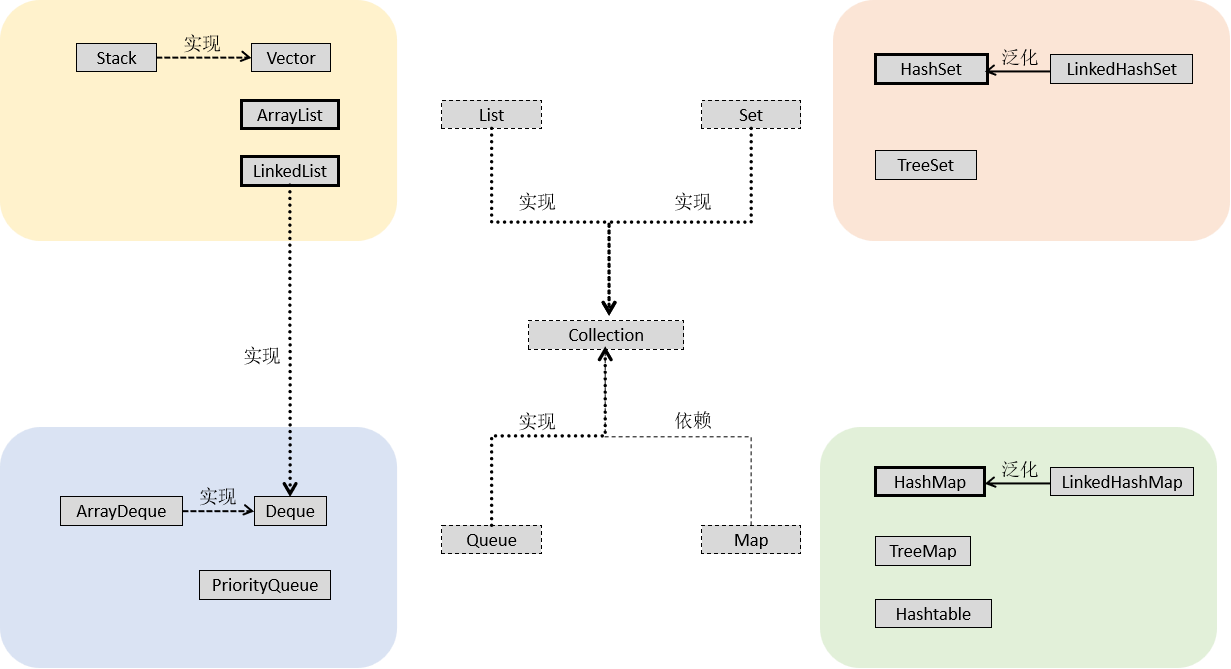 Stack
实现
Vector
ArrayList
LinkedList
List
Set
HashSet
泛化
LinkedHashSet
TreeSet
实现
实现
Collection
实现
实现
依赖
ArrayDeque
实现
Deque
PriorityQueue
Queue
Map
HashMap
泛化
LinkedHashMap
TreeMap
Hashtable